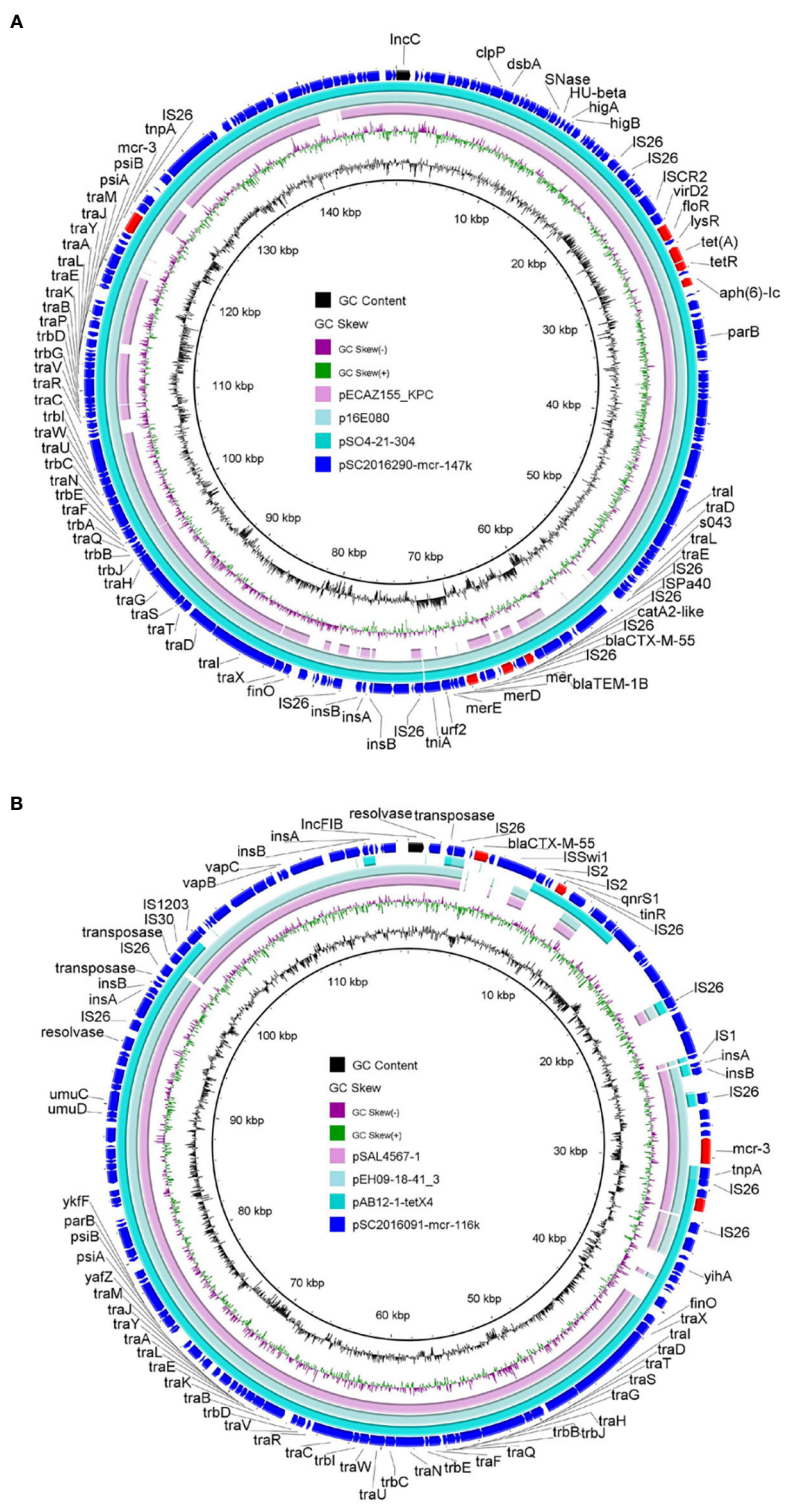 A
IncC
clpP
dsbA
SNase
HU-beta
higA
higB
IS26
IS26
ISCR2
virD2
floR
lysR
tet(A)
tetR
aph(6)-Ic
parB
traI
traD
s043
traL
traE
IS26
ISPa40
IS26
catA2-like
IS26
blaCTX-M-55
IS26
blaTEM-1B
mer
merD
merE
urf2
tniA
IS26
insB
insA
insB
IS26
finO
traX
traI
traD
traT
traS
traG
traH
trbJ
trbB
traQ
trbA
traF
trbE
traN
trbC
traU
traW
trbI
traC
traR
traV
trbG
trbD
traP
traB
traK
traE
traL
traA
traY
traJ
traM
psiA
psiB
mcr-3
tnpA
IS26
10 kbp
20 kbp
30 kbp
40 kbp
50 kbp
60 kbp
70 kbp
80 kbp
90 kbp
100 kbp
110 kbp
120 kbp
130 kbp
140 kbp
GC Content
GC Skew
GC Skew(-)
GC Skew(+)
pECAZ155_KPC
p16E080
pSO4-21-304
pSC2016290-mcr-147k
B
IncFIB
resolvase
transposase
IS26
blaCTX-M-55
ISSwi1
IS2
IS2
qnrS1
tinR
IS26
IS26
IS1
insA
insB
IS26
mcr-3
tnpA
IS26
IS26
yihA
finO
traX
traI
traD
traT
traS
traG
traH
trbJ
trbB
traQ
traF
trbE
traN
trbC
traU
traW
trbI
traC
traR
traV
trbD
traB
traK
traE
traL
traA
traY
traJ
traM
yafZ
psiA
psiB
parB
ykfF
umuD
umuC
resolvase
IS26
insA
insB
transposase
IS26
transposase
IS30
IS1203
vapB
vapC
insB
insA
10 kbp
20 kbp
30 kbp
40 kbp
50 kbp
60 kbp
70 kbp
80 kbp
90 kbp
100 kbp
110 kbp
GC Content
GC Skew
GC Skew(-)
GC Skew(+)
pSAL4567-1
pEH09-18-41_3
pAB12-1-tetX4
pSC2016091-mcr-116k